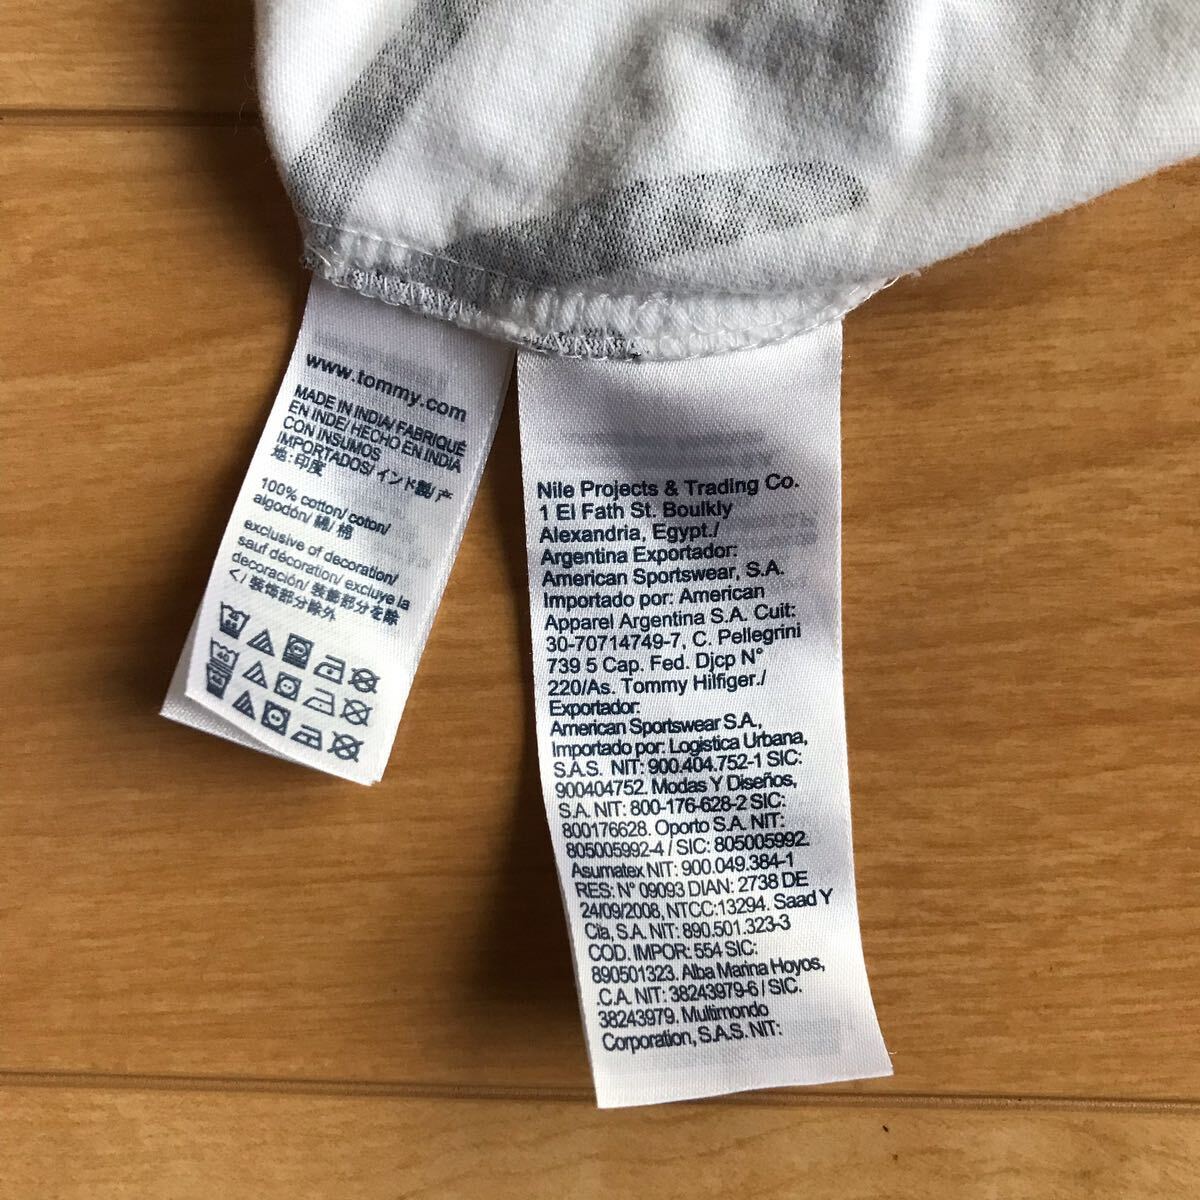 www.tommy.com
MADE IN INDIA/ FABRIQUÉ
EN INDE/ HECHO EN INDIA
CON INSUMOS
IMPORTADOS/ インド製/ 产
地: 印度
100% cotton/ coton/
algodón/ 綿/ 棉
exclusive of decoration/
sauf décoration/ excluye la
decoración/ 装飾部分を除
く/ 装饰部分除外
Nile Projects & Trading Co.
1 El Fath St. Boulkly
Alexandria, Egypt./
Argentina Exportador:
American Sportswear, S.A.
Importado por: American
Apparel Argentina S.A. Cuit:
30-70714749-7, C. Pellegrini
739 5 Cap. Fed. Djcp N°
220/As. Tommy Hilfiger./
Exportador:
American Sportswear S.A.,
Importado por: Logistica Urbana,
S.A.S. NIT: 900.404.752-1 SIC:
900404752. Modas Y Diseños,
S.A. NIT: 800-176-628-2 SIC:
800176628. Oporto S.A. NIT:
805005992-4 / SIC: 805005992.
Asumatex NIT: 900.049.384-1
RES: N° 09093 DIAN: 2738 DE
24/09/2008, NTCC:13294. Saad Y
Cia, S.A. NIT: 890.501.323-3
COD. IMPOR: 554 SIC:
890501323. Alba Marina Hoyos,
.C.A. NIT: 38243979-6 / SIC.
38243979. Multimondo
Corporation, S.A.S. NIT: